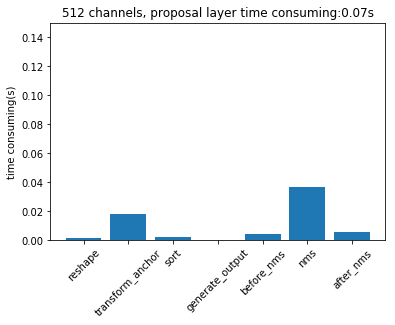 512 channels, proposal layer time consuming:0.07s
0.14
0.12
0.10
0.08
0.06
0.04
0.02
0.00
time consuming(s)
reshape
transform_anchor
sort
generate_output
before_nms
nms
after_nms